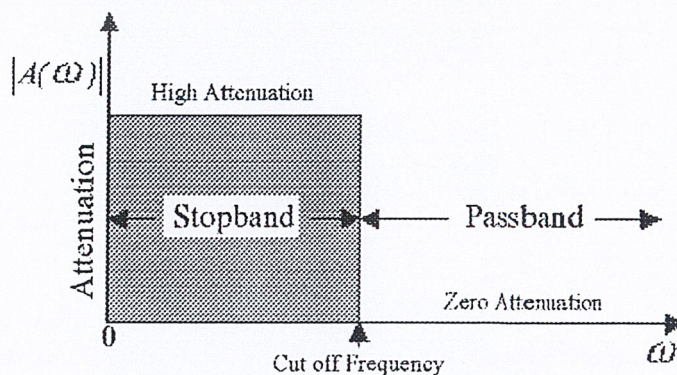 |A(ω)|
High Attenuation
Attenuation
Stopband
Passband
Zero Attenuation
0
Cut off Frequency
ω